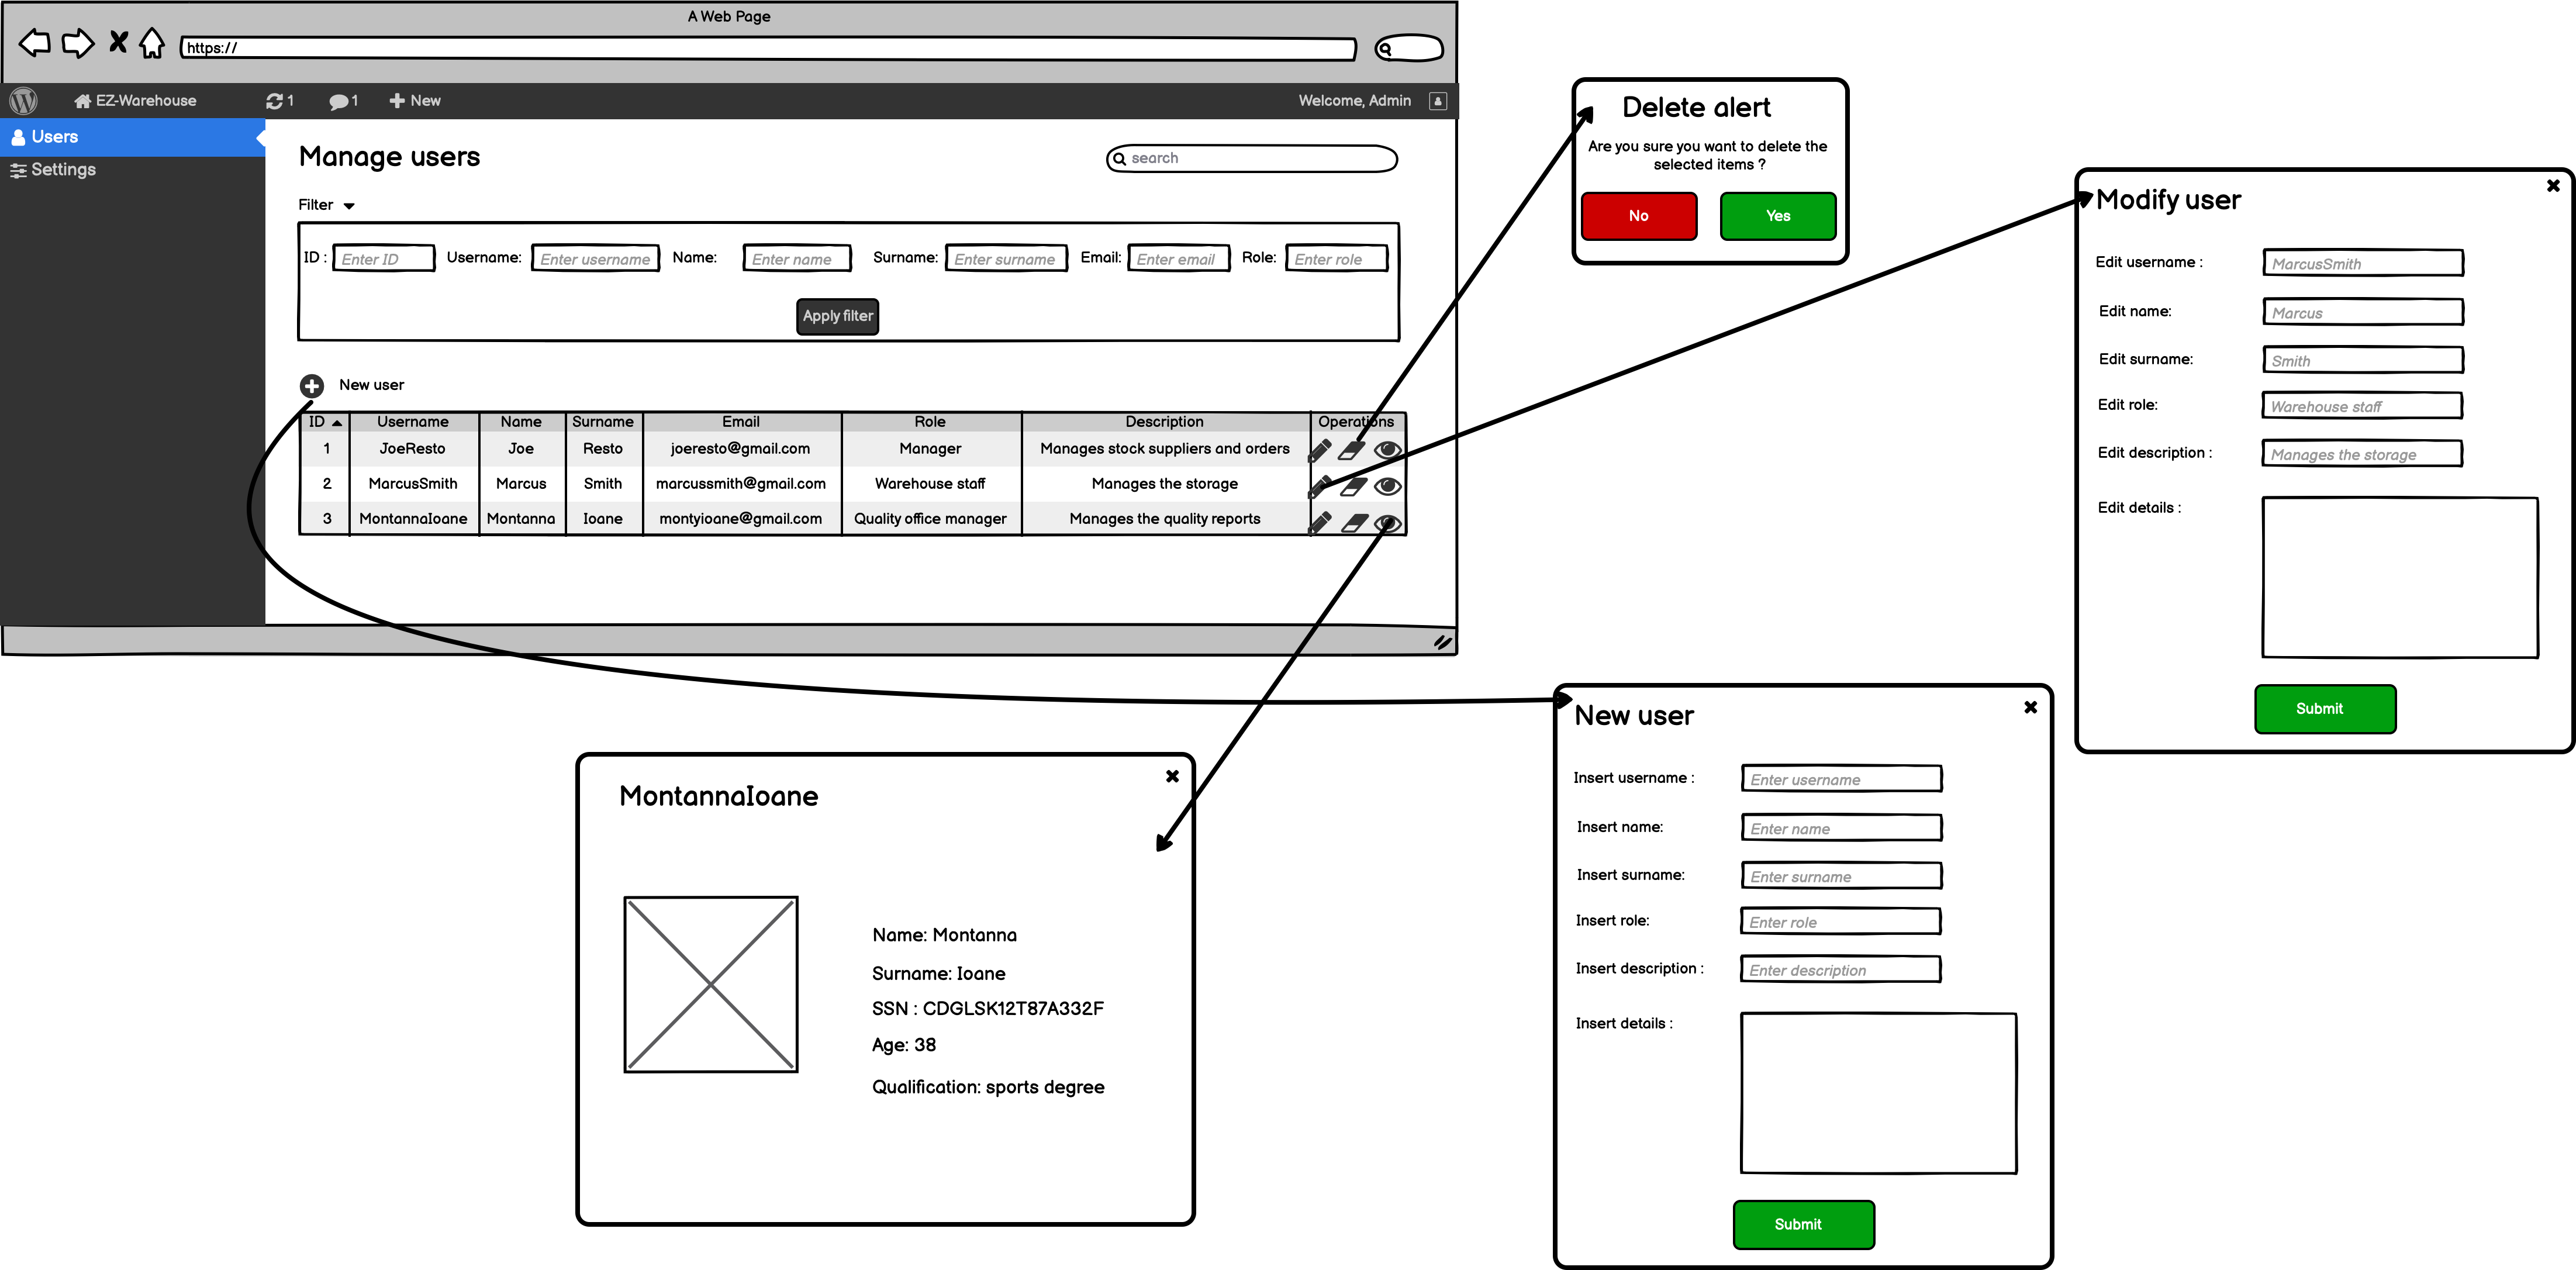 A Web Page
https://
EZ-Warehouse 1 1 New Welcome, Admin
Users
Settings
Manage users
search
Filter
ID : Enter ID Username: Enter username Name: Enter name Surname: Enter surname Email: Enter email Role: Enter role
Apply filter
New user
ID Username Name Surname Email Role Description Operations
1 JoeResto Joe Resto joeresto@gmail.com Manager Manages stock suppliers and orders
2 MarcusSmith Marcus Smith marcussmith@gmail.com Warehouse staff Manages the storage
3 MontannaIoane Montanna Ioane montyioane@gmail.com Quality office manager Manages the quality reports
Delete alert
Are you sure you want to delete the
selected items ?
No Yes
Modify user
Edit username : MarcusSmith
Edit name: Marcus
Edit surname: Smith
Edit role: Warehouse staff
Edit description : Manages the storage
Edit details :
Submit
MontannaIoane
Name: Montanna
Surname: Ioane
SSN : CDGLSK12T87A332F
Age: 38
Qualification: sports degree
New user
Insert username : Enter username
Insert name: Enter name
Insert surname: Enter surname
Insert role: Enter role
Insert description : Enter description
Insert details :
Submit